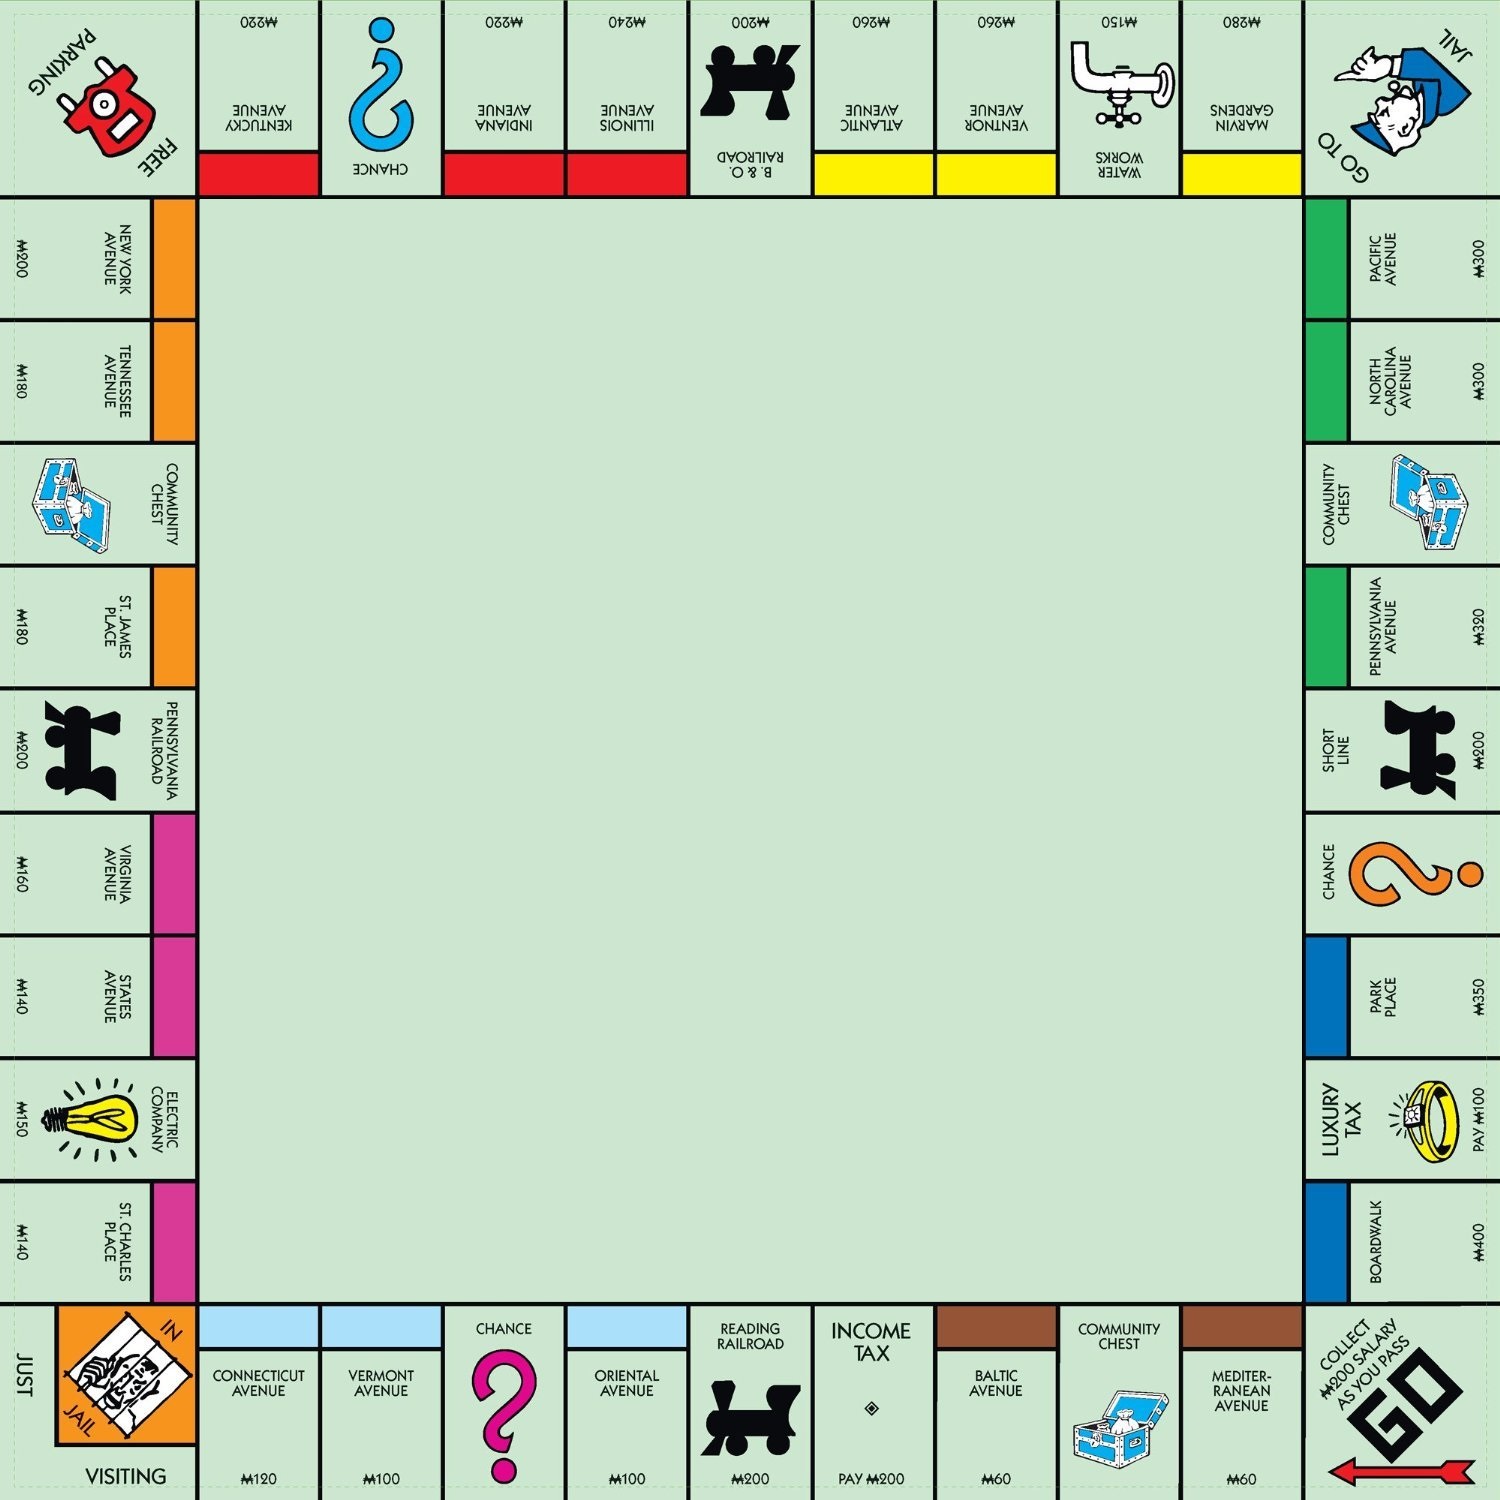 FREE
PARKING
KENTUCKY
AVENUE
₩220
CHANCE
INDIANA
AVENUE
₩220
ILLINOIS
AVENUE
₩240
B. & O.
RAILROAD
₩200
ATLANTIC
AVENUE
₩260
VENTNOR
AVENUE
₩260
WATER
WORKS
₩150
MARVIN
GARDENS
₩280
GO TO
JAIL
PACIFIC
AVENUE
₩300
NORTH
CAROLINA
AVENUE
₩300
COMMUNITY
CHEST
PENNSYLVANIA
AVENUE
₩320
SHORT
LINE
₩200
CHANCE
PARK
PLACE
₩350
LUXURY
TAX
PAY ₩100
BOARDWALK
₩400
COLLECT
₩200 SALARY
AS YOU PASS
GO
MEDITER-
RANEAN
AVENUE
₩60
COMMUNITY
CHEST
BALTIC
AVENUE
₩60
INCOME
TAX
PAY ₩200
READING
RAILROAD
₩200
ORIENTAL
AVENUE
₩100
CHANCE
VERMONT
AVENUE
₩100
CONNECTICUT
AVENUE
₩120
IN
JAIL
JUST
VISITING
ST. CHARLES
PLACE
₩140
ELECTRIC
COMPANY
₩150
STATES
AVENUE
₩140
VIRGINIA
AVENUE
₩160
PENNSYLVANIA
RAILROAD
₩200
ST. JAMES
PLACE
₩180
COMMUNITY
CHEST
TENNESSEE
AVENUE
₩180
NEW YORK
AVENUE
₩200